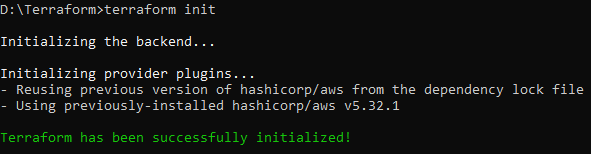 D:\Terraform>terraform init
Initializing the backend...
Initializing provider plugins...
- Reusing previous version of hashicorp/aws from the dependency lock file
- Using previously-installed hashicorp/aws v5.32.1
Terraform has been successfully initialized!